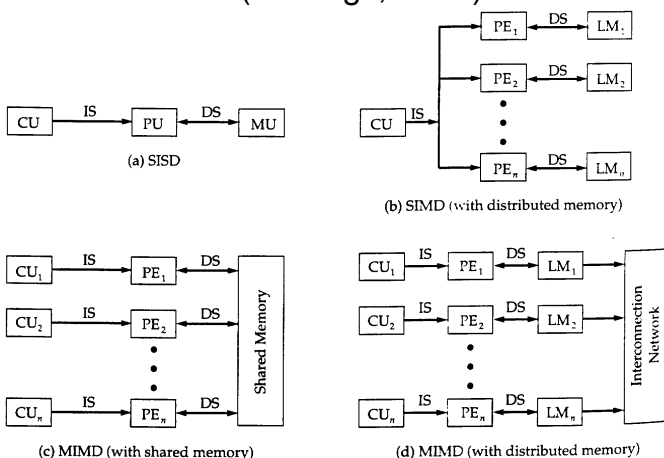 CU IS PU DS MU
(a) SISD
PE1 DS LM1
PE2 DS LM2
CU IS
PEn DS LMn
(b) SIMD (with distributed memory)
CU1 IS PE1 DS
CU2 IS PE2 DS
CUn IS PEn DS
Shared Memory
(c) MIMD (with shared memory)
CU1 IS PE1 DS LM1
CU2 IS PE2 DS LM2
CUn IS PEn DS LMn
Interconnection
Network
(d) MIMD (with distributed memory)